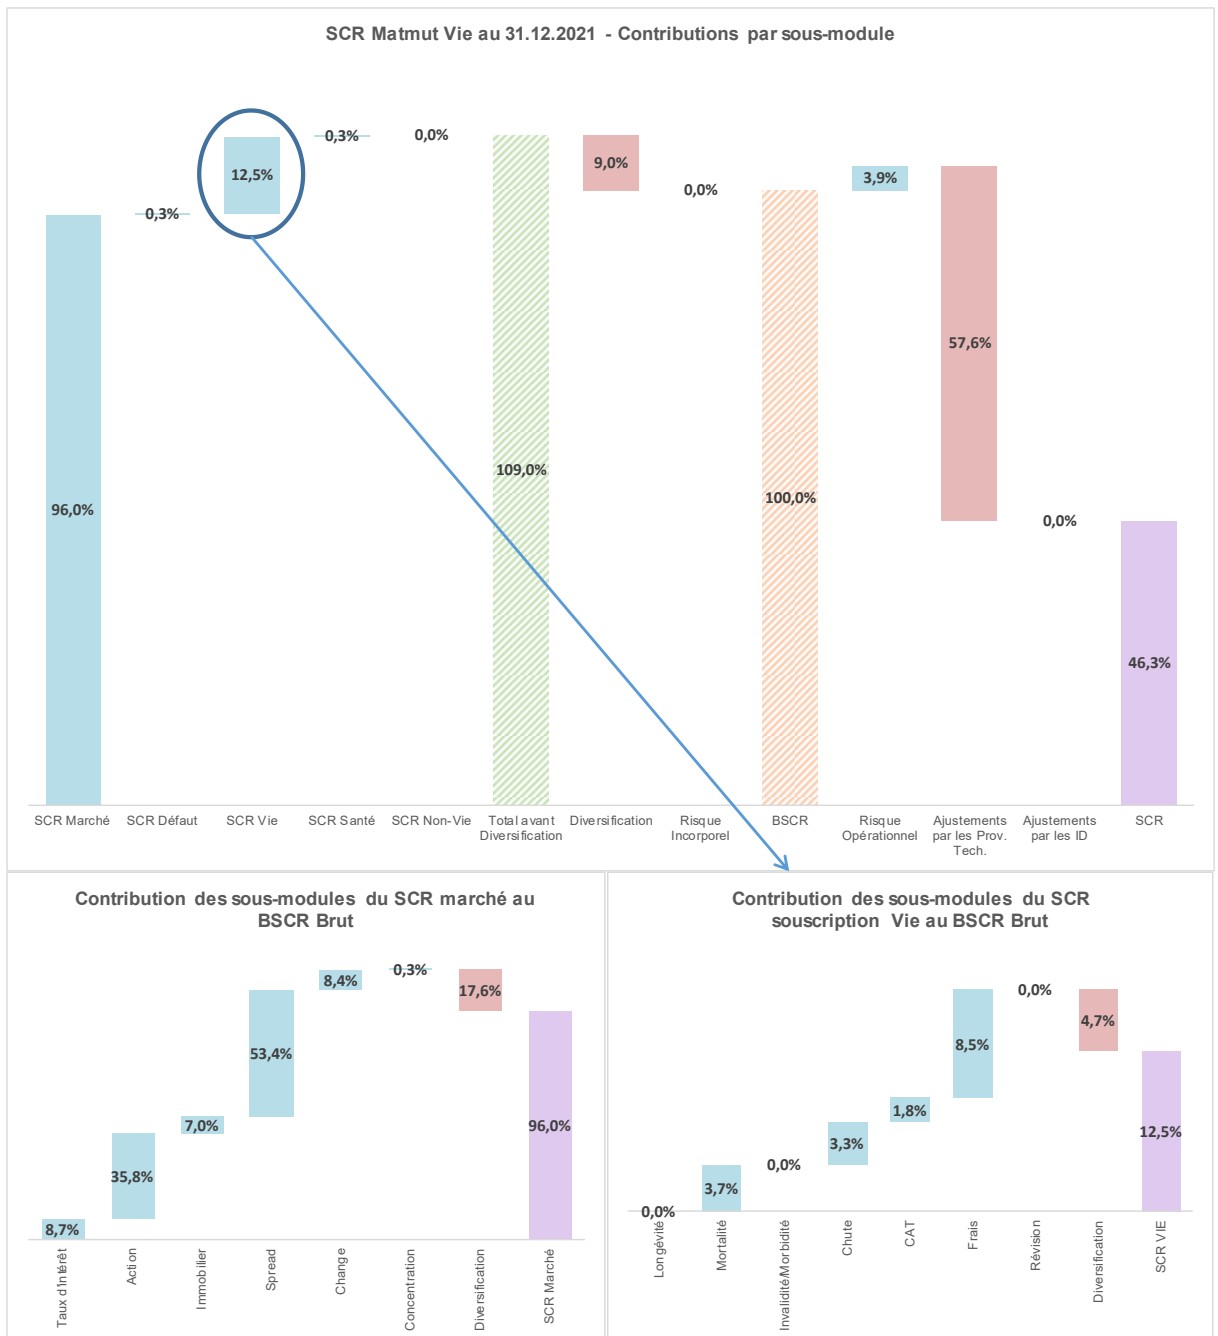 SCR Matmut Vie au 31.12.2021 - Contributions par sous-module
0,3%
0,0%
9,0%
12,5%
3,9%
0,0%
0,3%
57,6%
109,0%
100,0%
96,0%
0,0%
46,3%
SCR Marché
SCR Défaut
SCR Vie
SCR Santé
SCR Non-Vie
Total avant
Diversification
Diversification
Risque
Incorporel
BSCR
Risque
Opérationnel
Ajustements
par les Prov.
Tech.
Ajustements
par les ID
SCR
Contribution des sous-modules du SCR marché au
BSCR Brut
8,7%
35,8%
7,0%
53,4%
8,4%
0,3%
17,6%
96,0%
Taux d'Intérêt
Action
Immobilier
Spread
Change
Concentration
Diversification
SCR Marché
Contribution des sous-modules du SCR
souscription Vie au BSCR Brut
0,0%
3,7%
0,0%
3,3%
1,8%
8,5%
0,0%
4,7%
12,5%
Longévité
Mortalité
Invalidité/Morbidité
Chute
CAT
Frais
Révision
Diversification
SCR VIE